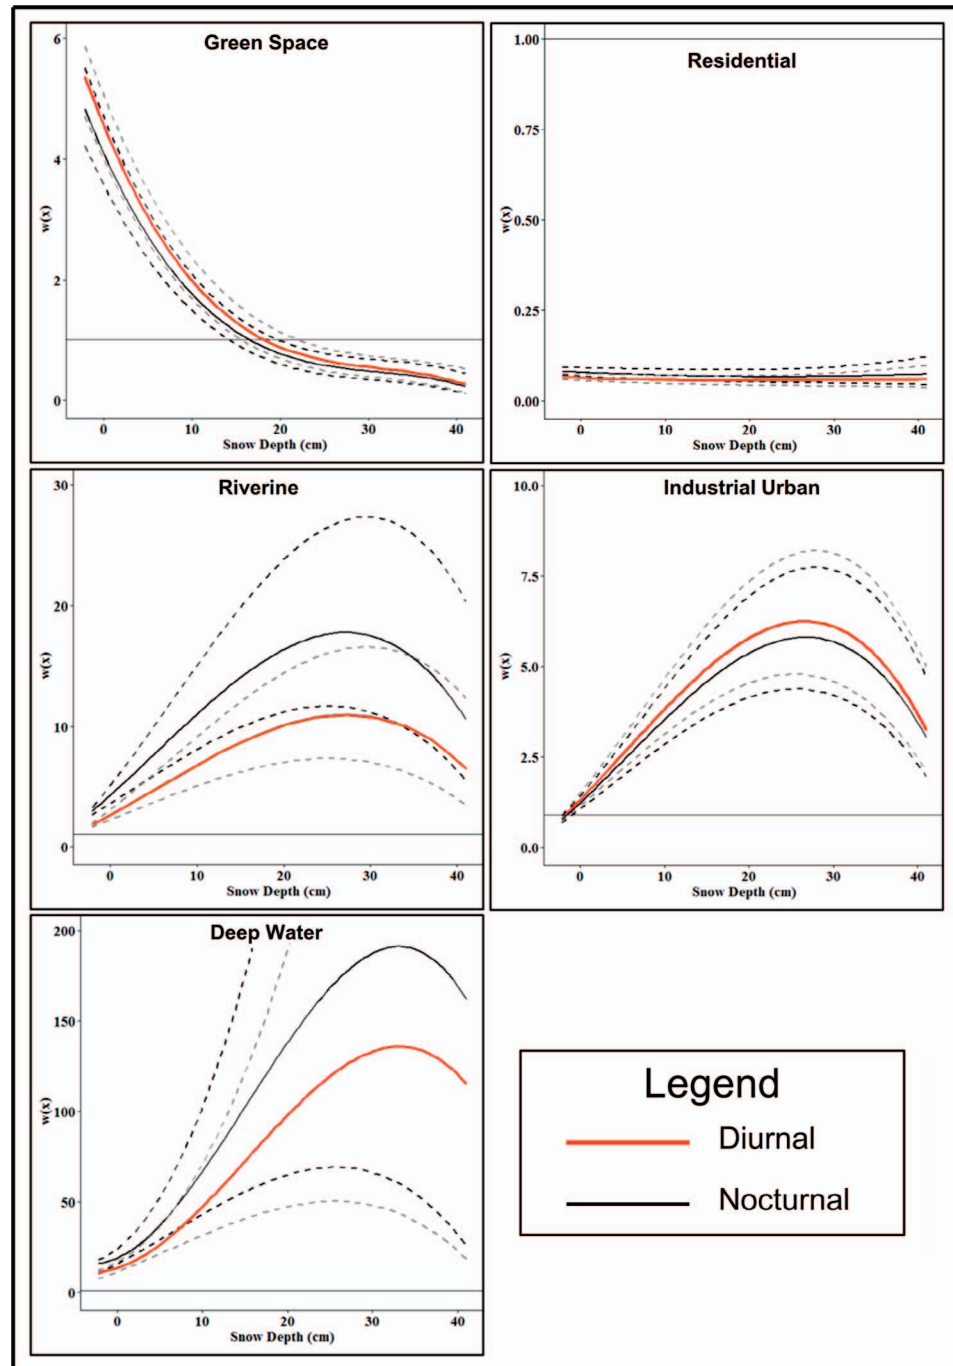 Green Space
6
4
2
0
w(x)
0 10 20 30 40
Snow Depth (cm)
Residential
1.00
0.75
0.50
0.25
0.00
w(x)
0 10 20 30 40
Snow Depth (cm)
Riverine
30
20
10
0
w(x)
0 10 20 30 40
Snow Depth (cm)
Industrial Urban
10.0
7.5
5.0
2.5
0.0
w(x)
0 10 20 30 40
Snow Depth (cm)
Deep Water
200
150
100
50
0
w(x)
0 10 20 30 40
Snow Depth (cm)
Legend
Diurnal
Nocturnal